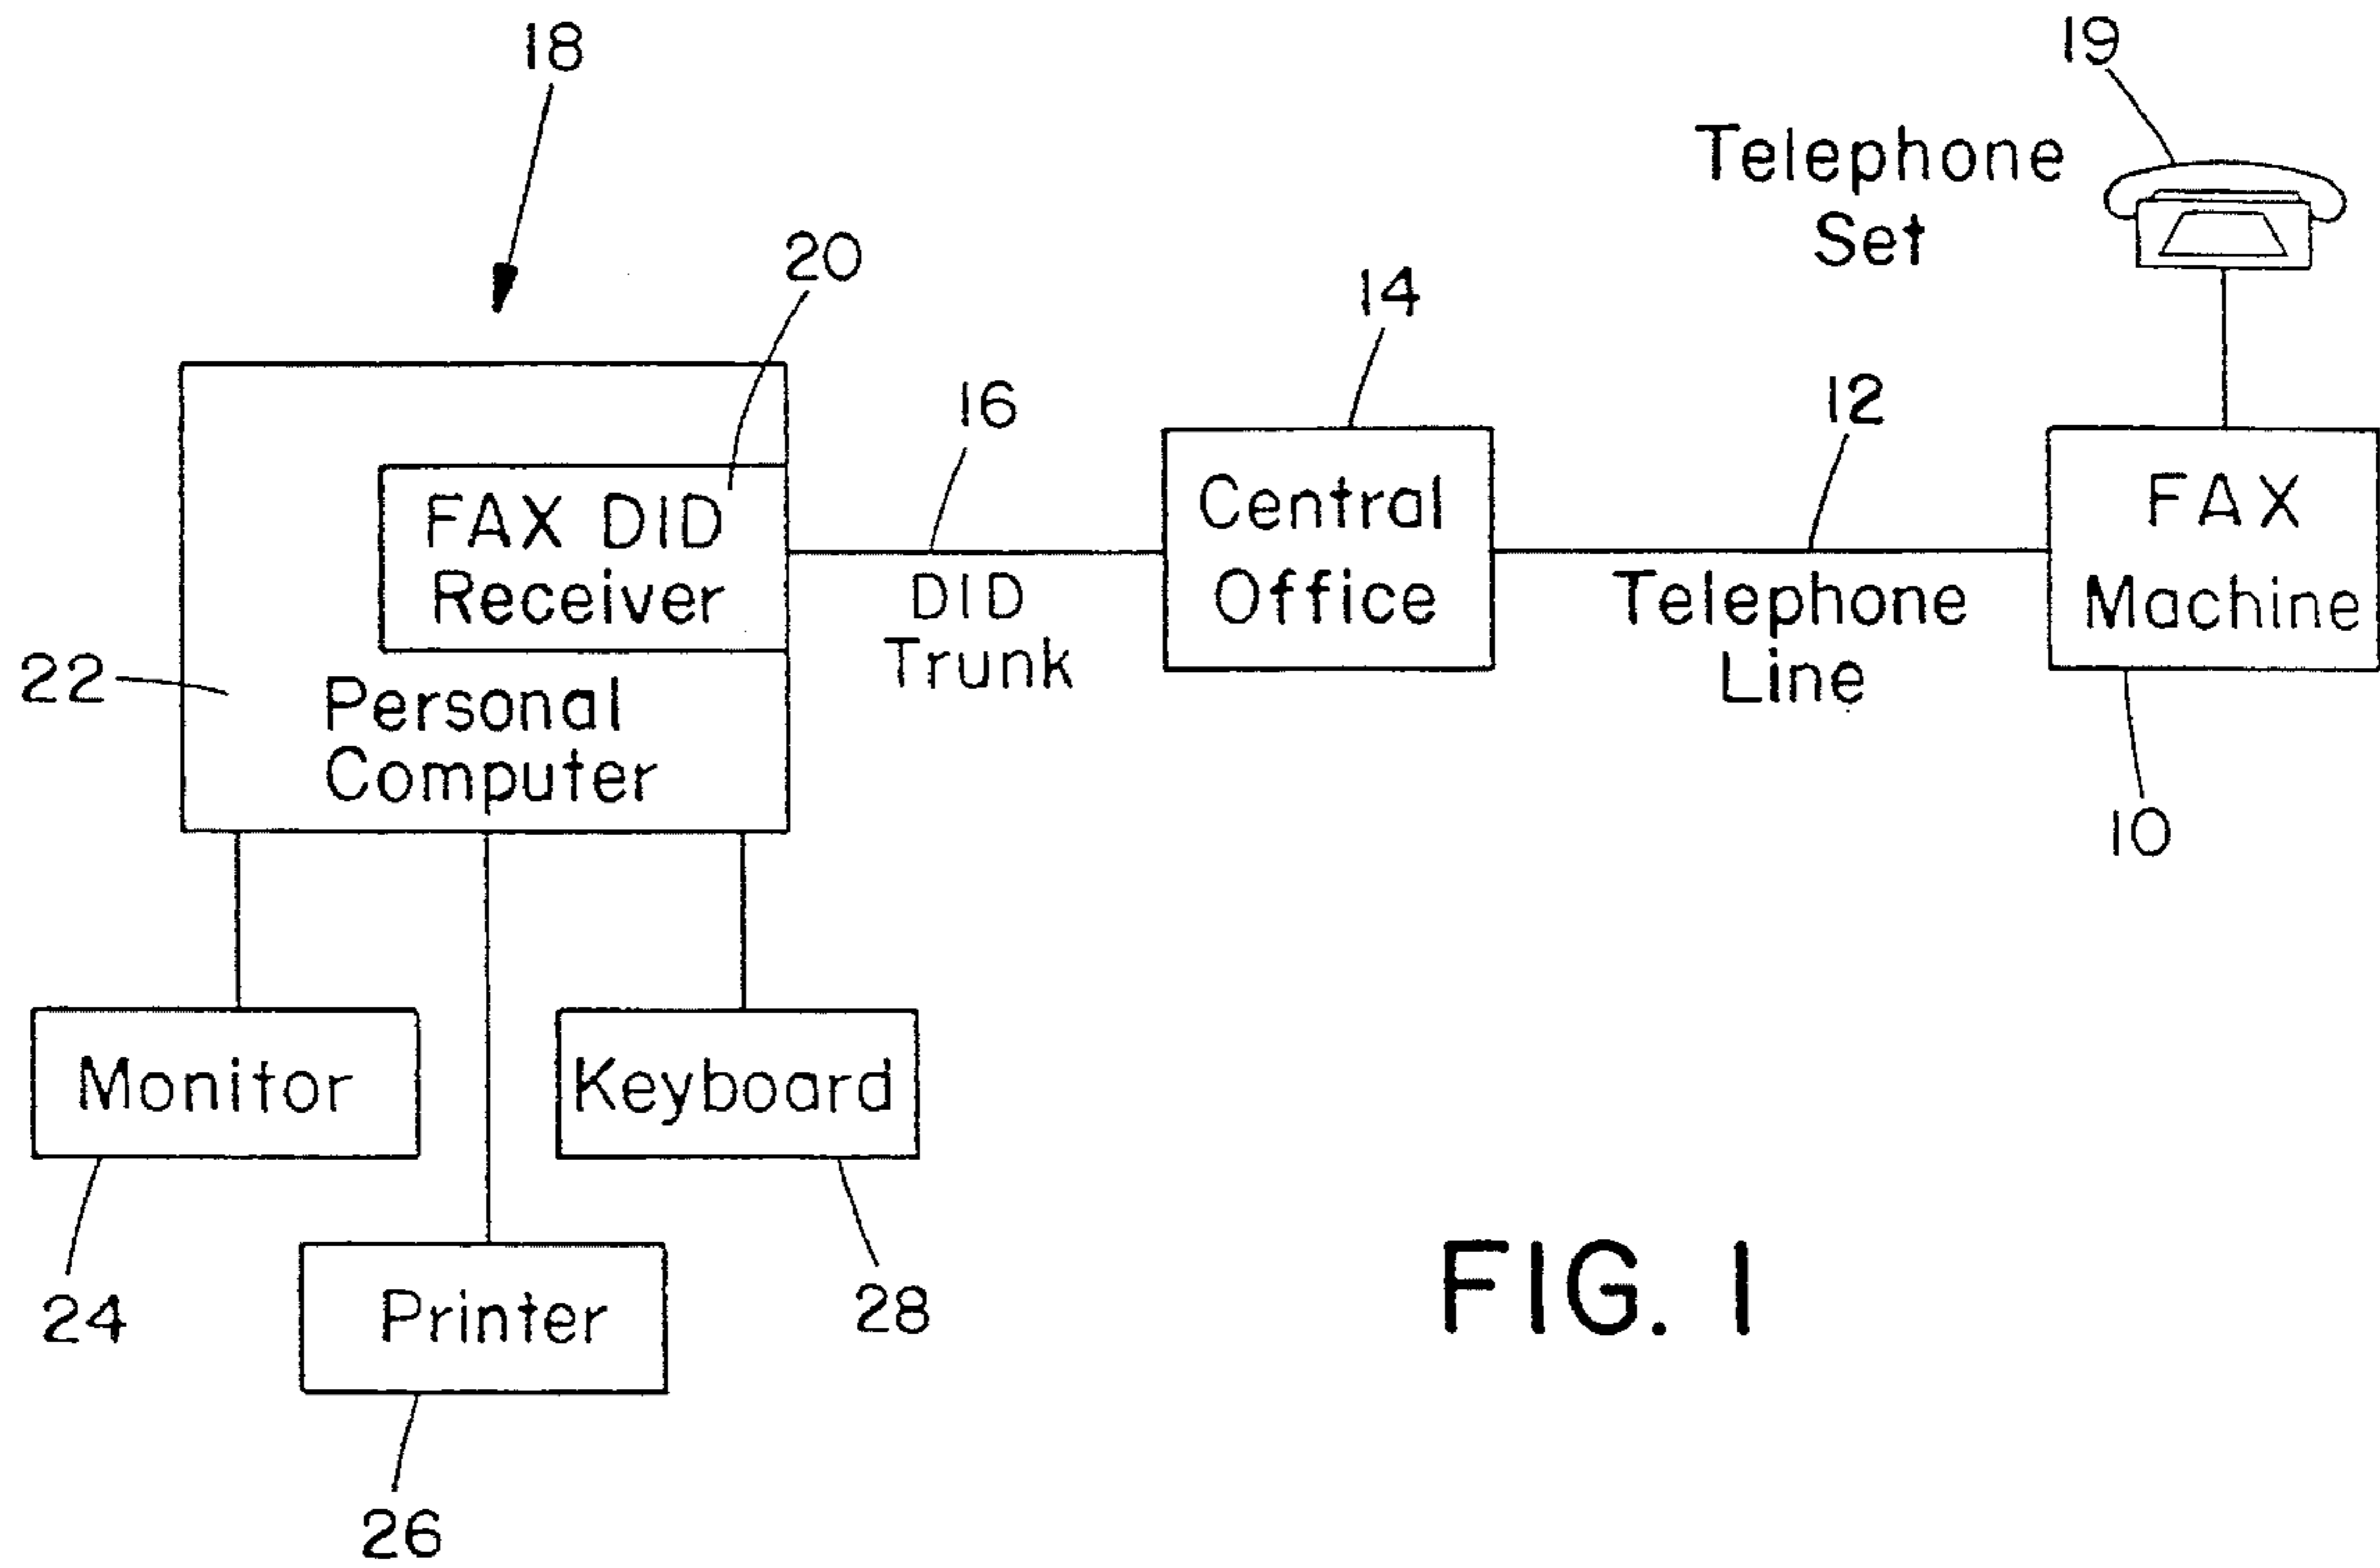 18
19
Telephone
Set
20
14
16
12
FAX DID
Receiver
DID
Trunk
Central
Office
Telephone
Line
FAX
Machine
22
Personal
Computer
10
Monitor
Keyboard
24
Printer
28
26
FIG. 1